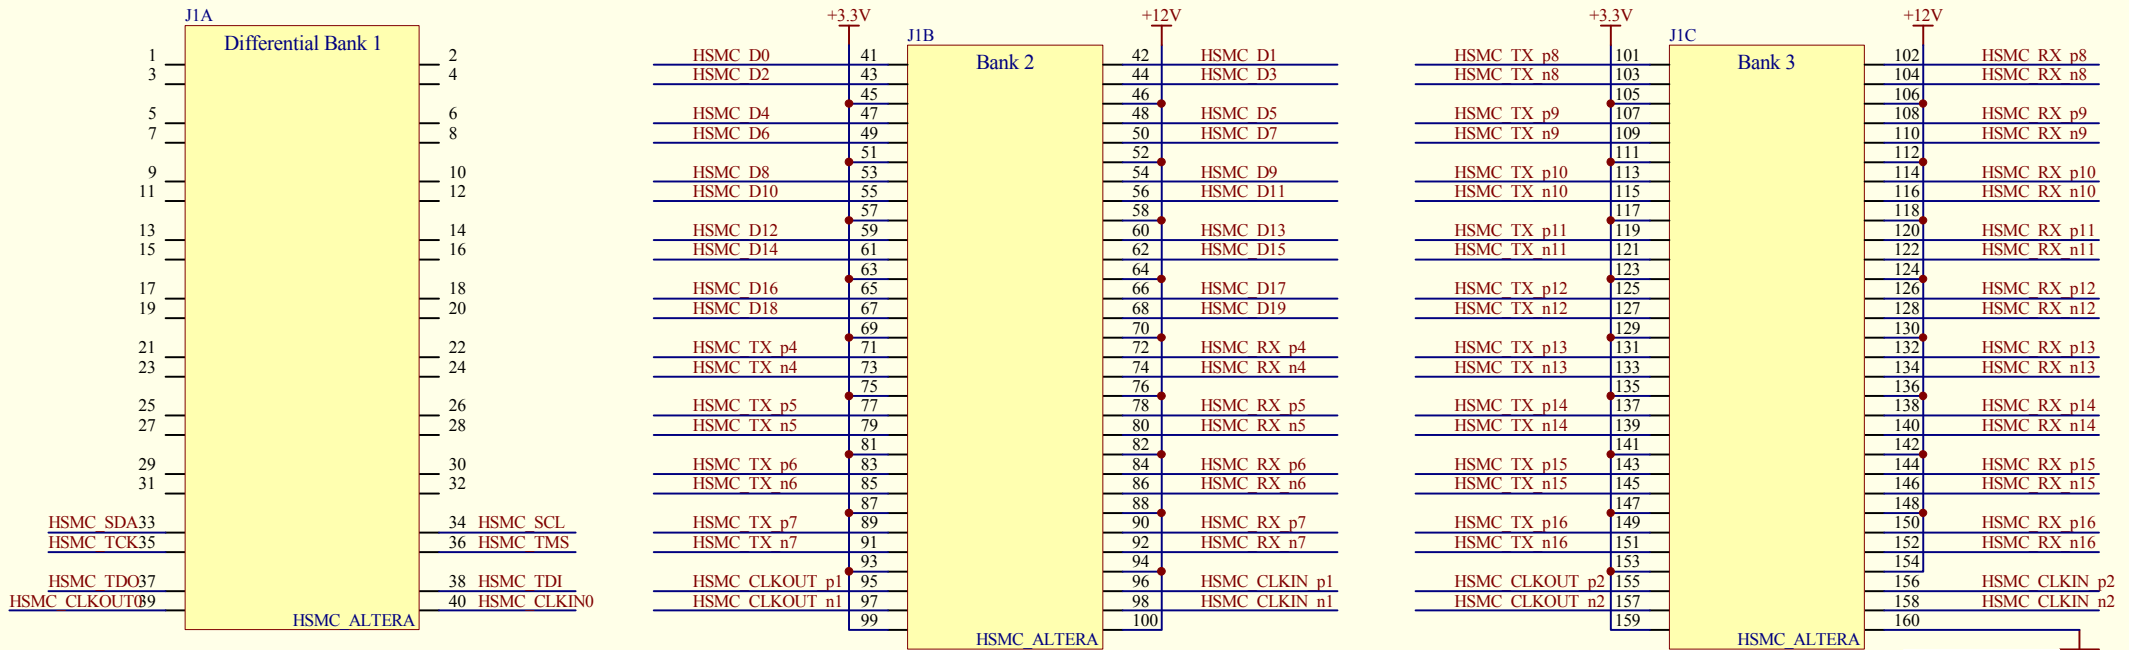 J1A
Differential Bank 1
1 2
3 4
5 6
7 8
9 10
11 12
13 14
15 16
17 18
19 20
21 22
23 24
25 26
27 28
29 30
31 32
HSMC_SDA 33 34 HSMC_SCL
HSMC_TCK 35 36 HSMC_TMS
HSMC_TDO 37 38 HSMC_TDI
HSMC_CLKOUT0 39 40 HSMC_CLKIN0
HSMC_ALTERA
+3.3V +12V
J1B
Bank 2
HSMC_D0 41 42 HSMC_D1
HSMC_D2 43 44 HSMC_D3
45 46
HSMC_D4 47 48 HSMC_D5
HSMC_D6 49 50 HSMC_D7
51 52
HSMC_D8 53 54 HSMC_D9
HSMC_D10 55 56 HSMC_D11
57 58
HSMC_D12 59 60 HSMC_D13
HSMC_D14 61 62 HSMC_D15
63 64
HSMC_D16 65 66 HSMC_D17
HSMC_D18 67 68 HSMC_D19
69 70
HSMC_TX_p4 71 72 HSMC_RX_p4
HSMC_TX_n4 73 74 HSMC_RX_n4
75 76
HSMC_TX_p5 77 78 HSMC_RX_p5
HSMC_TX_n5 79 80 HSMC_RX_n5
81 82
HSMC_TX_p6 83 84 HSMC_RX_p6
HSMC_TX_n6 85 86 HSMC_RX_n6
87 88
HSMC_TX_p7 89 90 HSMC_RX_p7
HSMC_TX_n7 91 92 HSMC_RX_n7
93 94
HSMC_CLKOUT_p1 95 96 HSMC_CLKIN_p1
HSMC_CLKOUT_n1 97 98 HSMC_CLKIN_n1
99 100
HSMC_ALTERA
+3.3V +12V
J1C
Bank 3
HSMC_TX_p8 101 102 HSMC_RX_p8
HSMC_TX_n8 103 104 HSMC_RX_n8
105 106
HSMC_TX_p9 107 108 HSMC_RX_p9
HSMC_TX_n9 109 110 HSMC_RX_n9
111 112
HSMC_TX_p10 113 114 HSMC_RX_p10
HSMC_TX_n10 115 116 HSMC_RX_n10
117 118
HSMC_TX_p11 119 120 HSMC_RX_p11
HSMC_TX_n11 121 122 HSMC_RX_n11
123 124
HSMC_TX_p12 125 126 HSMC_RX_p12
HSMC_TX_n12 127 128 HSMC_RX_n12
129 130
HSMC_TX_p13 131 132 HSMC_RX_p13
HSMC_TX_n13 133 134 HSMC_RX_n13
135 136
HSMC_TX_p14 137 138 HSMC_RX_p14
HSMC_TX_n14 139 140 HSMC_RX_n14
141 142
HSMC_TX_p15 143 144 HSMC_RX_p15
HSMC_TX_n15 145 146 HSMC_RX_n15
147 148
HSMC_TX_p16 149 150 HSMC_RX_p16
HSMC_TX_n16 151 152 HSMC_RX_n16
153 154
HSMC_CLKOUT_p2 155 156 HSMC_CLKIN_p2
HSMC_CLKOUT_n2 157 158 HSMC_CLKIN_n2
159 160
HSMC_ALTERA